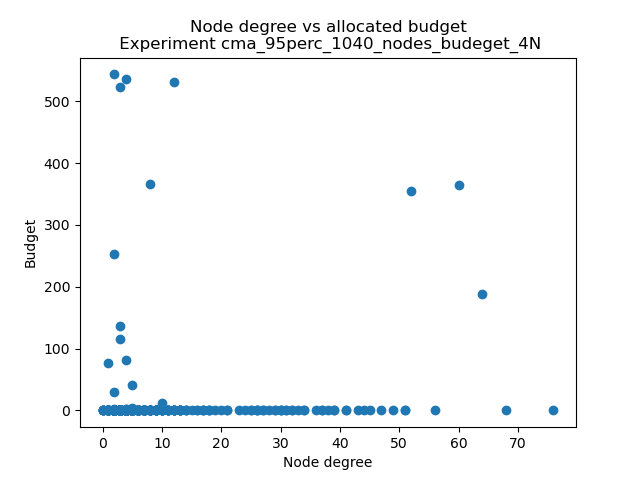 Node degree vs allocated budget
Experiment cma_95perc_1040_nodes_budeget_4N
500
400
300
200
100
0
Budget
0 10 20 30 40 50 60 70
Node degree